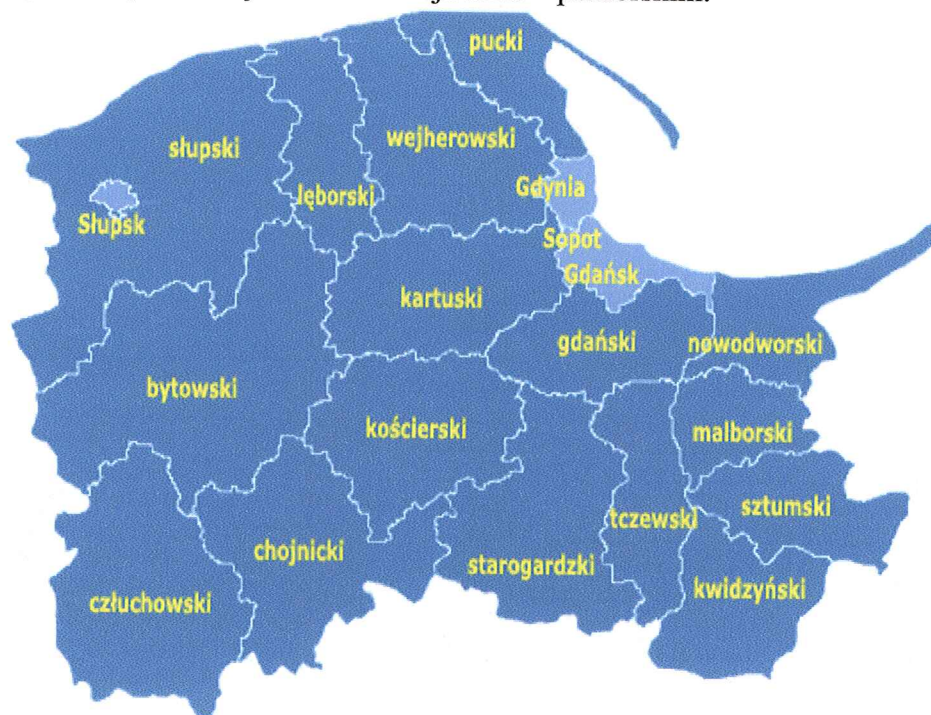 pucki
słupski
wejherowski
Gdynia
lęborski
Słupsk
Sopot
Gdańsk
kartuski
gdański
nowodworski
bytowski
kościerski
malborski
sztumski
tczewski
chojnicki
starogardzki
kwidzyński
człuchowski